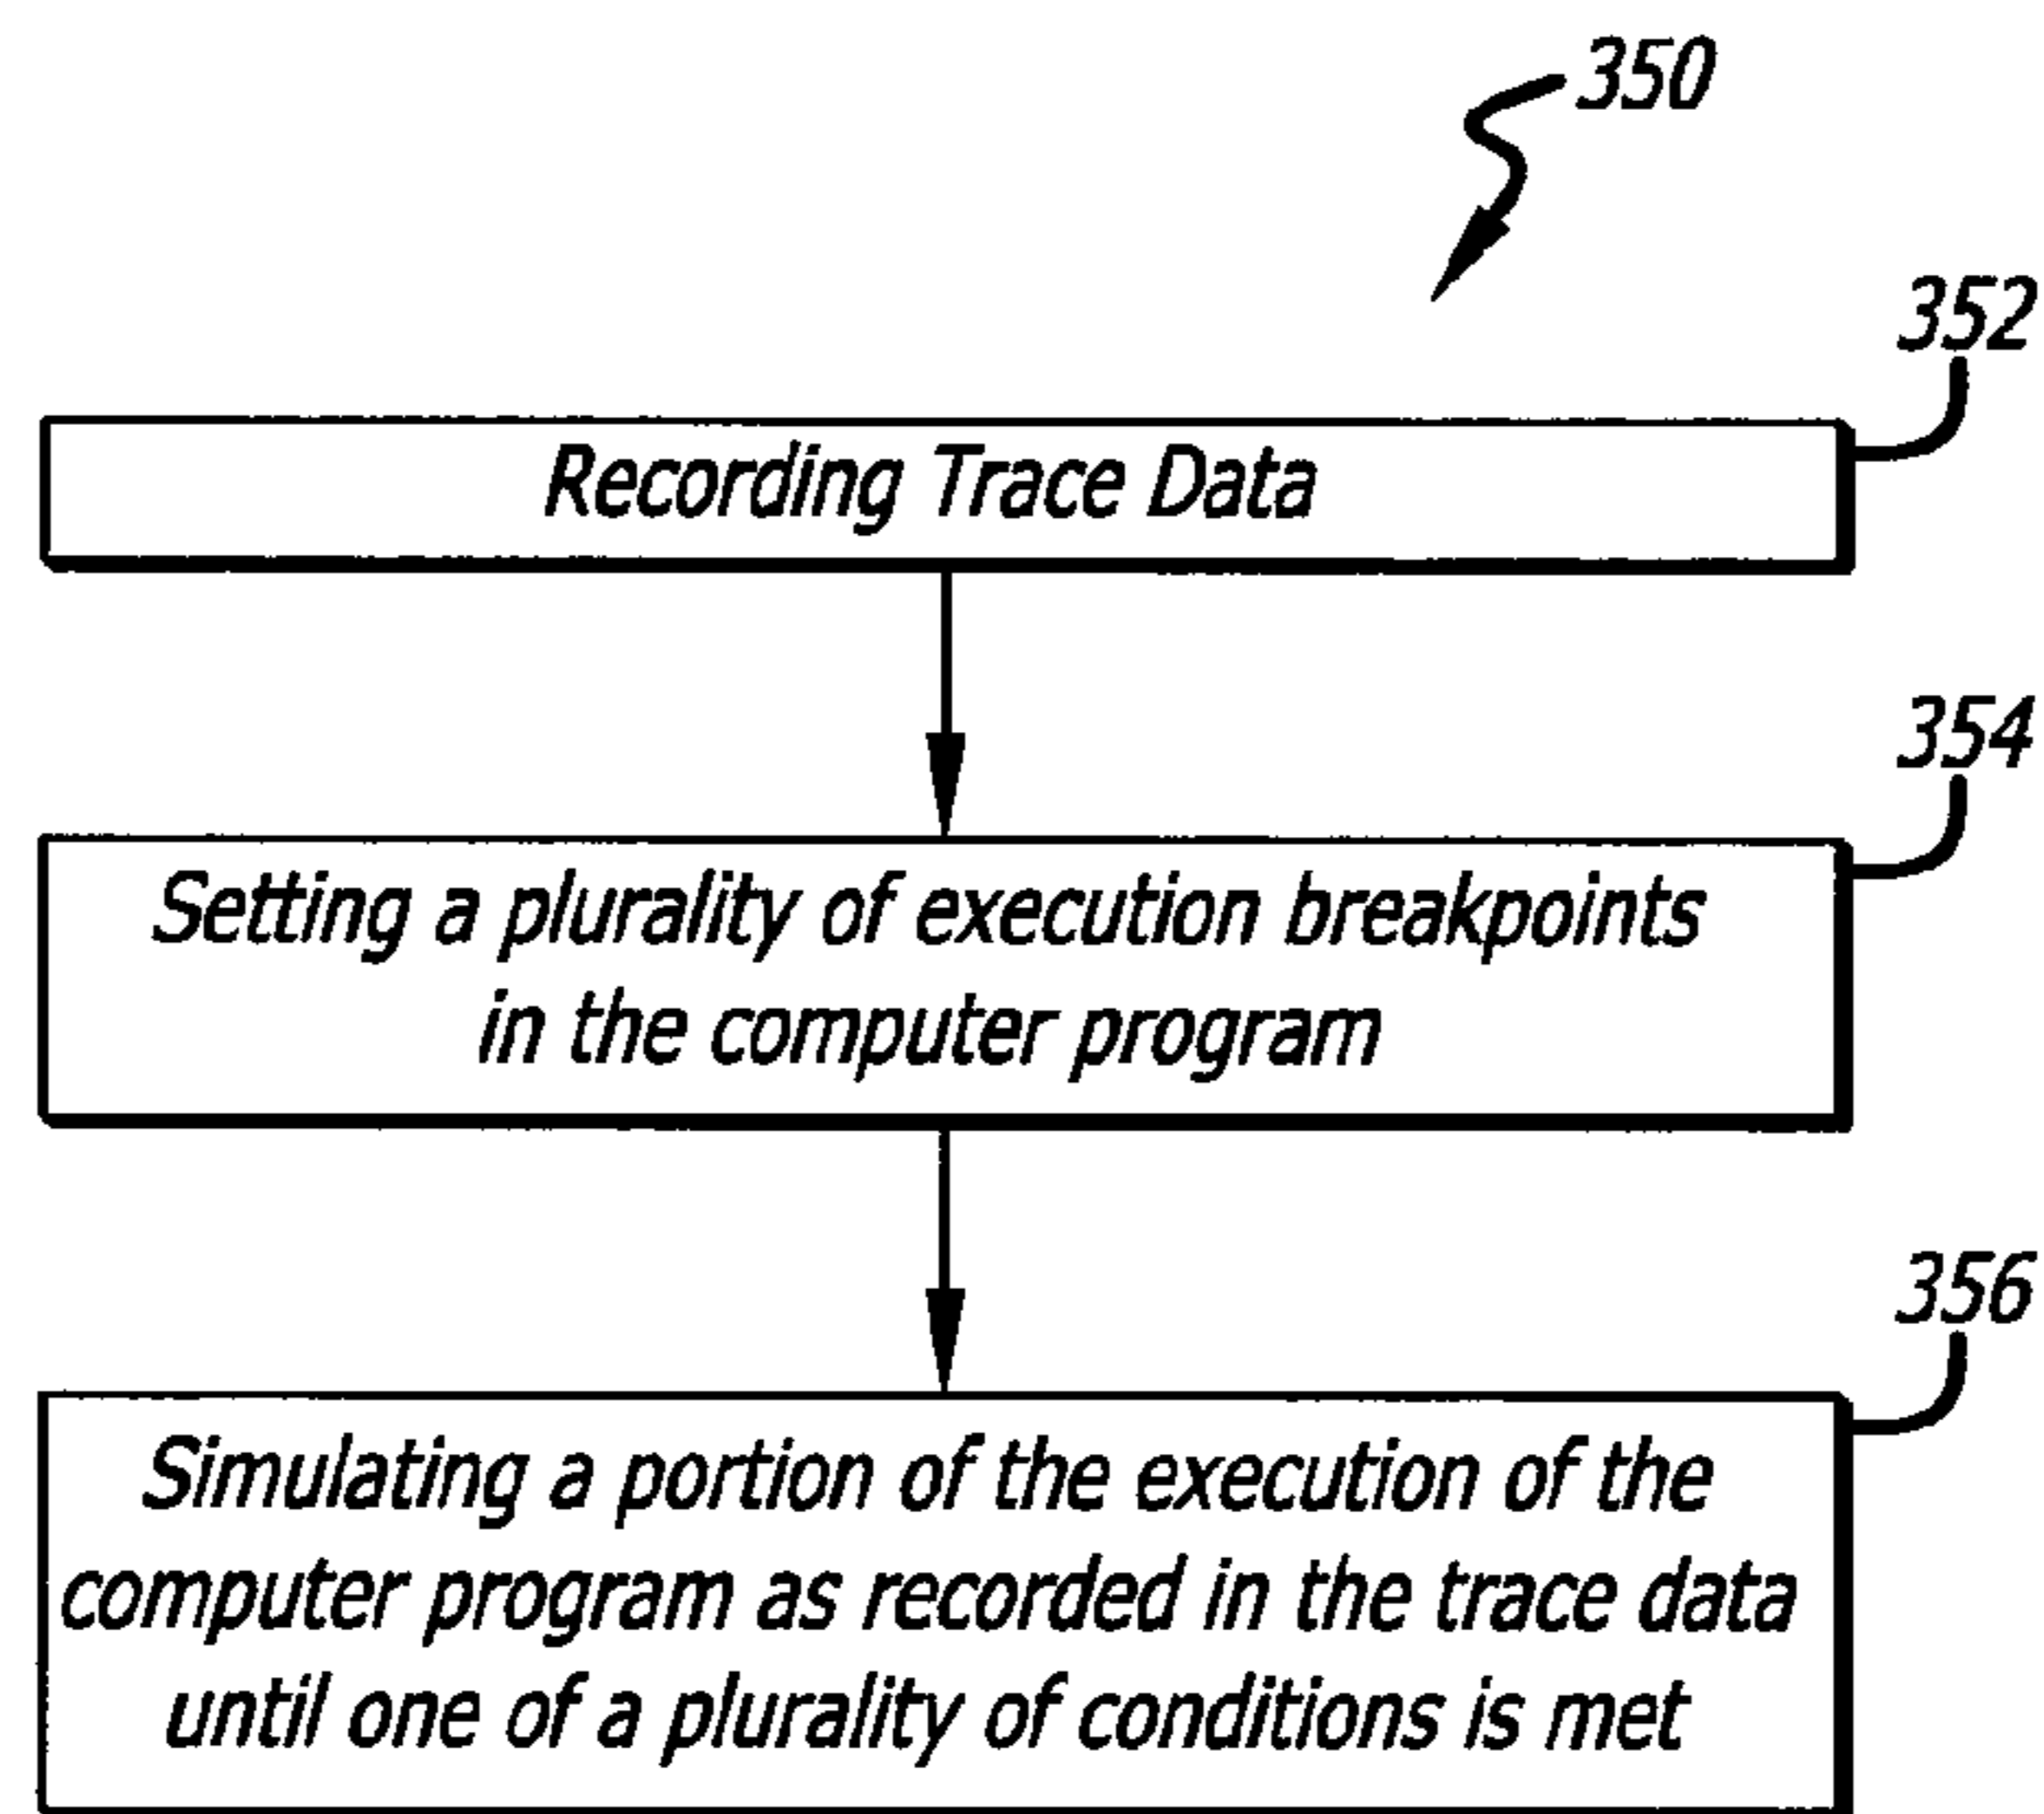 350
352
Recording Trace Data
354
Setting a plurality of execution breakpoints
in the computer program
356
Simulating a portion of the execution of the
computer program as recorded in the trace data
until one of a plurality of conditions is met